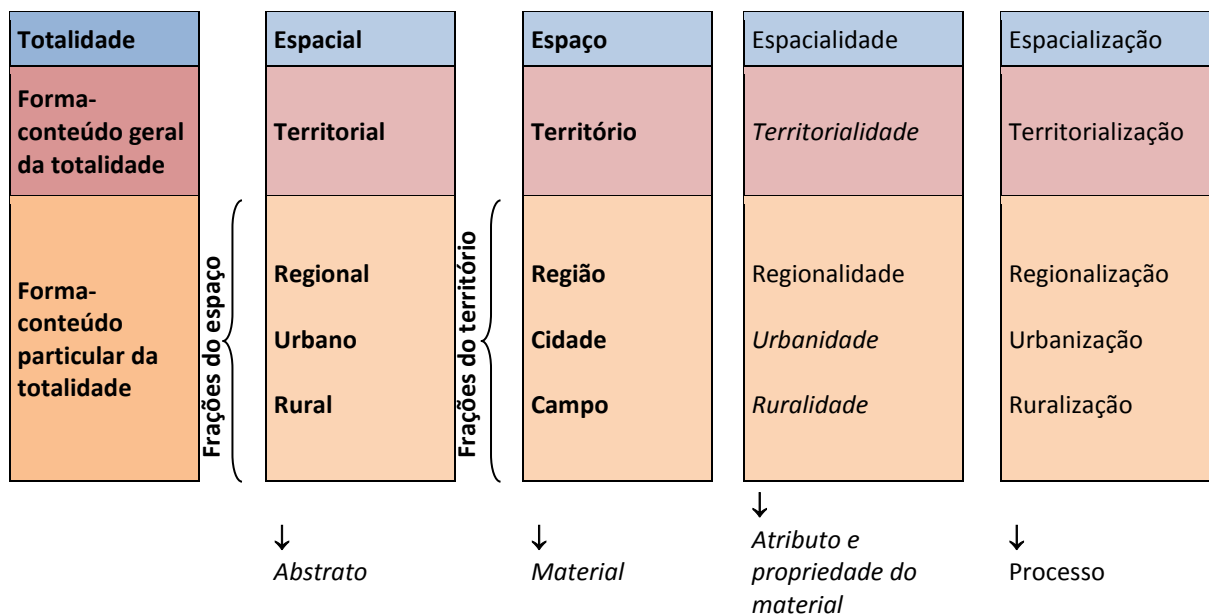 Totalidade
Espacial
Espaço
Espacialidade
Espacialização
Forma-
conteúdo geral
da totalidade
Territorial
Território
Territorialidade
Territorialização
Forma-
conteúdo
particular da
totalidade
Frações do espaço
Regional
Urbano
Rural
Frações do território
Região
Cidade
Campo
Regionalidade
Urbanidade
Ruralidade
Regionalização
Urbanização
Ruralização
↓
Abstrato
↓
Material
↓
Atributo e
propriedade do
material
↓
Processo